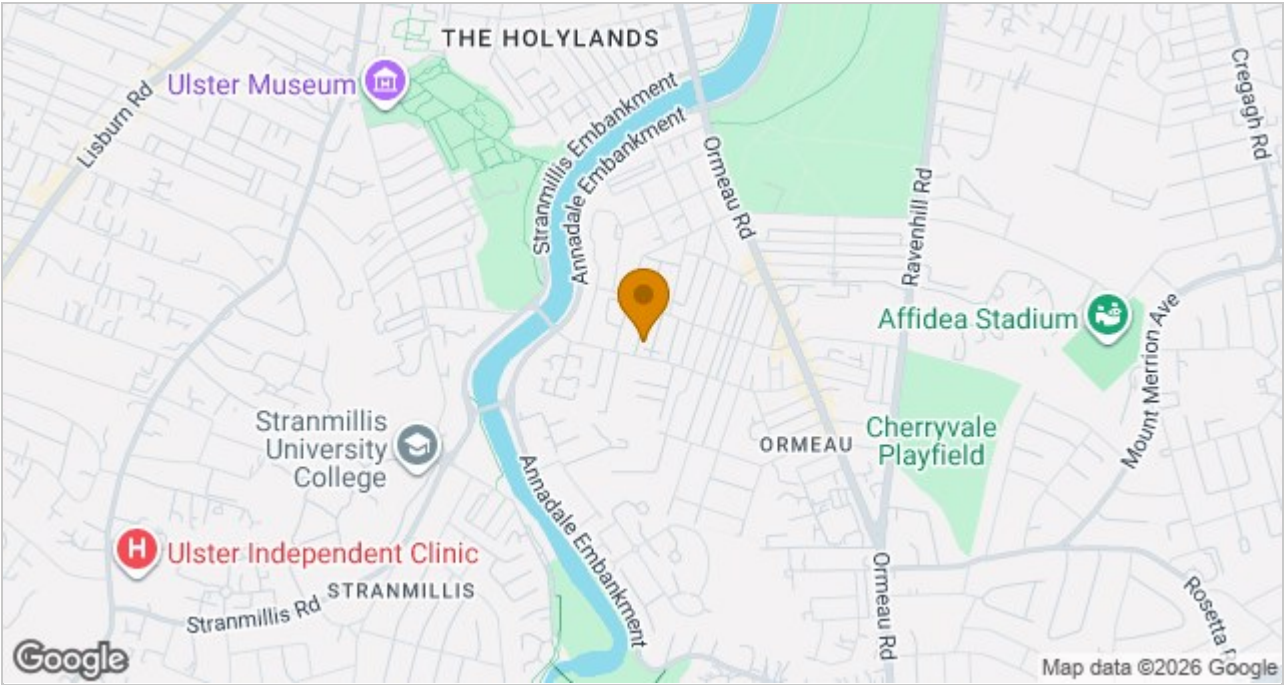 THE HOLYLANDS
Ulster Museum
Lisburn Rd
Stranmillis Embankment
Annadale Embankment
Ormeau Rd
Ravenhill Rd
Cregagh Rd
Affidea Stadium
Mount Merrion Ave
Stranmillis
University
College
ORMEAU
Cherryvale
Playfield
Annadale Embankment
H
Ulster Independent Clinic
STRANMILLIS
Stranmillis Rd
Ormeau Rd
Rosetta R
Google
Map data ©2026 Google